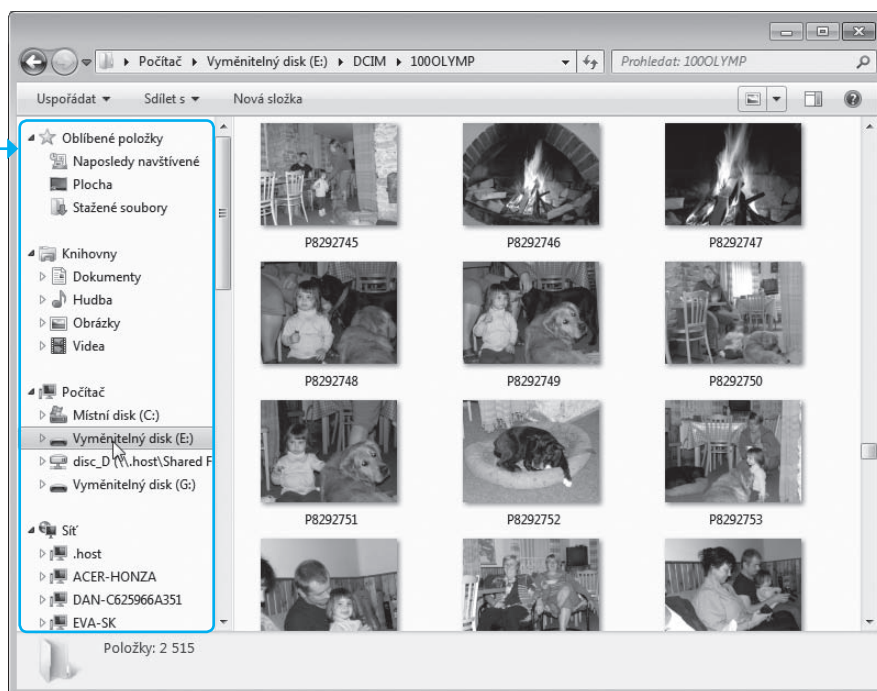 Počítač Vyměnitelný disk (E:) DCIM 100OLYMP
Prohledat: 100OLYMP
Uspořádat Sdílet s Nová složka
Oblíbené položky
Naposledy navštívené
Plocha
Stažené soubory
Knihovny
Dokumenty
Hudba
Obrázky
Videa
Počítač
Místní disk (C:)
Vyměnitelný disk (E:)
disc_D (\\.host\Shared F
Vyměnitelný disk (G:)
Síť
.host
ACER-HONZA
DAN-C625966A351
EVA-SK
P8292745 P8292746 P8292747
P8292748 P8292749 P8292750
P8292751 P8292752 P8292753
Položky: 2 515